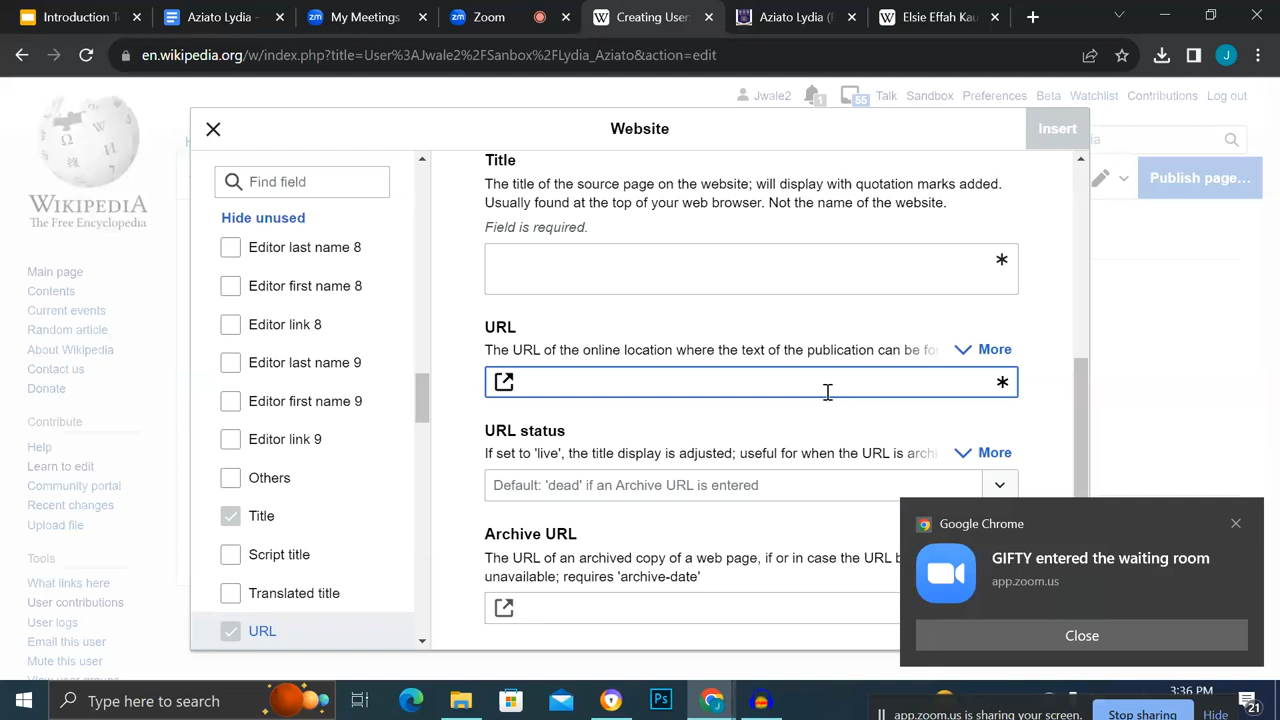 Introduction T
Aziato Lydia -
My Meetings
Zoom
Creating User
Aziato Lydia (P
Elsie Effah Kau
en.wikipedia.org/w/index.php?title=User%3AJwale2%2FSanbox%2FLydia_Aziato&action=edit
J
Jwale2 1 55 Talk Sandbox Preferences Beta Watchlist Contributions Log out
WIKIPEDIA
The Free Encyclopedia
Main page
Contents
Current events
Random article
About Wikipedia
Contact us
Donate
Contribute
Help
Learn to edit
Community portal
Recent changes
Upload file
Tools
What links here
User contributions
User logs
Email this user
Mute this user
View user groups
Publish page...
Website
Insert
Find field
Hide unused
Editor last name 8
Editor first name 8
Editor link 8
Editor last name 9
Editor first name 9
Editor link 9
Others
Title
Script title
Translated title
URL
Title
The title of the source page on the website; will display with quotation marks added.
Usually found at the top of your web browser. Not the name of the website.
Field is required.
*
URL
The URL of the online location where the text of the publication can be fo
More
*
URL status
If set to 'live', the title display is adjusted; useful for when the URL is archi
More
Default: 'dead' if an Archive URL is entered
Archive URL
The URL of an archived copy of a web page, if or in case the URL b
unavailable; requires 'archive-date'
Google Chrome
GIFTY entered the waiting room
app.zoom.us
Close
Type here to search
Ps
3:36 PM
21
app.zoom.us is sharing your screen.
Stop sharing
Hide